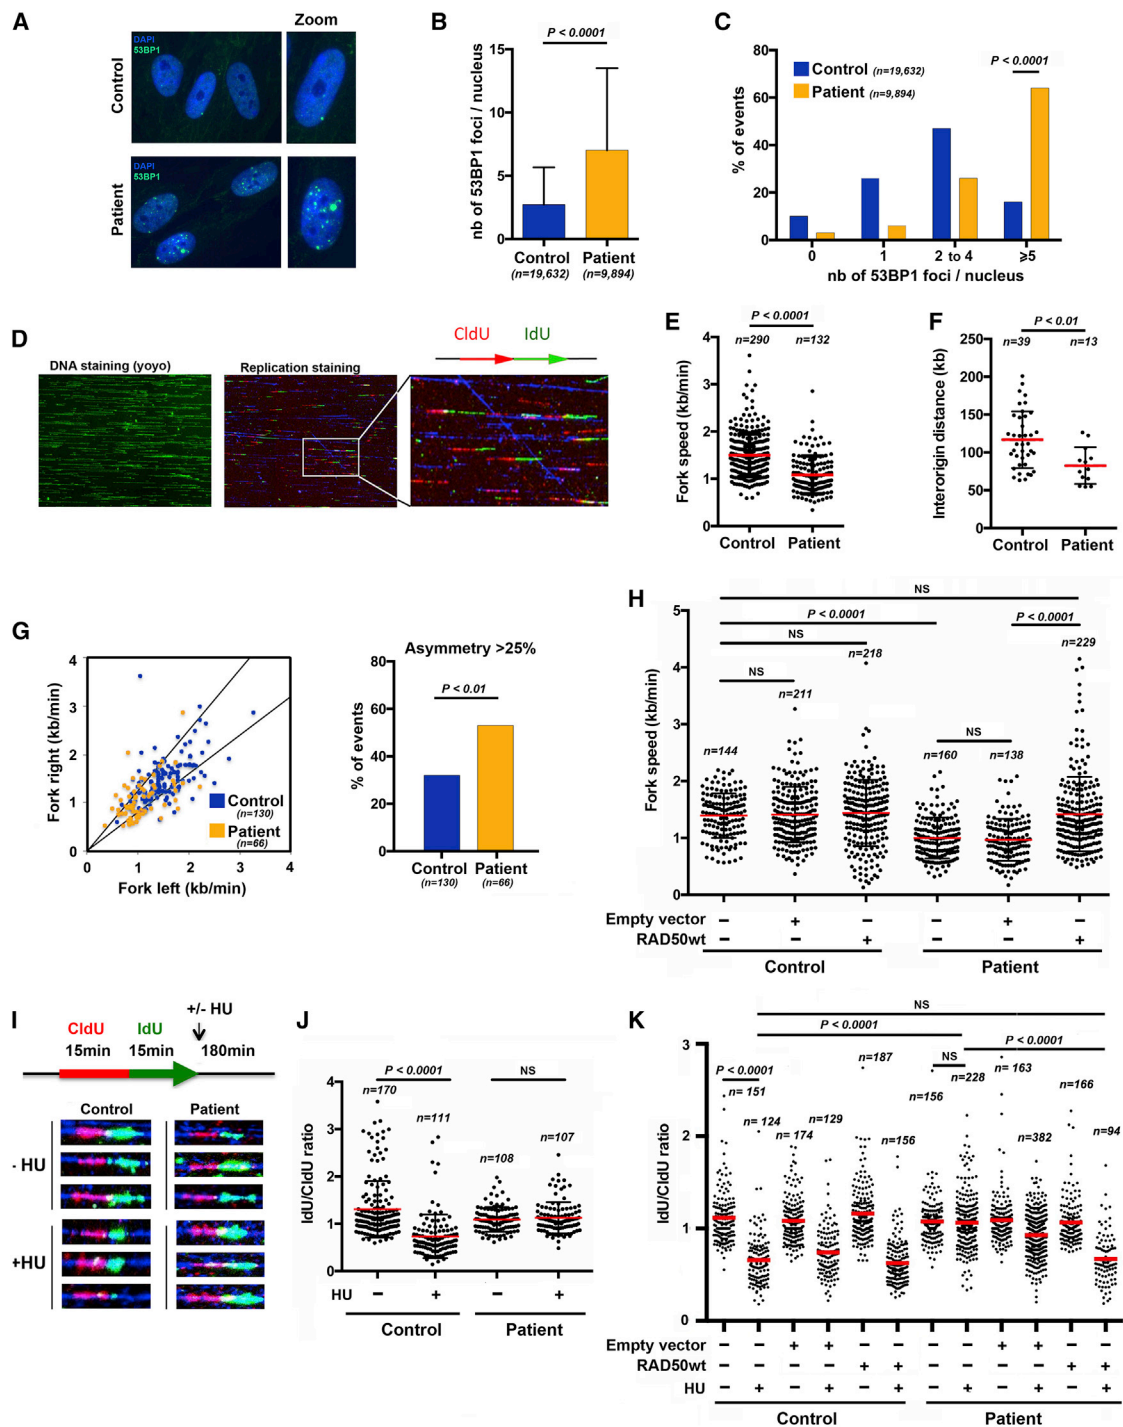 A
Zoom
DAPI
53BP1
Control
DAPI
53BP1
Patient
B
P < 0.0001
15
10
5
0
nb of 53BP1 foci / nucleus
Control
Patient
(n=19,632)
(n=9,894)
C
80
60
40
20
0
% of events
P < 0.0001
Control (n=19,632)
Patient (n=9,894)
0
1
2 to 4
⩾5
nb of 53BP1 foci / nucleus
D
DNA staining (yoyo)
Replication staining
CldU
IdU
E
P < 0.0001
n=290
n=132
4
3
2
1
0
Fork speed (kb/min)
Control
Patient
F
P < 0.01
n=39
n=13
250
200
150
100
50
0
Interorigin distance (kb)
Control
Patient
G
4
3
2
1
0
Fork right (kb/min)
Control
(n=130)
Patient
(n=66)
0
1
2
3
4
Fork left (kb/min)
Asymmetry >25%
P < 0.01
80
60
40
20
0
% of events
Control
Patient
(n=130)
(n=66)
H
NS
P < 0.0001
P < 0.0001
NS
NS
NS
n=144
n=211
n=218
n=160
n=138
n=229
5
4
3
2
1
0
Fork speed (kb/min)
Empty vector − + − − + −
RAD50wt − − + − − +
Control
Patient
I
+/- HU
CldU
IdU
15min
15min
180min
Control
Patient
- HU
+HU
J
P < 0.0001
NS
n=170
n=111
n=108
n=107
4
3
2
1
0
IdU/CldU ratio
HU − + − +
Control
Patient
K
NS
P < 0.0001
P < 0.0001
P < 0.0001
NS
n= 151
n= 124
n= 174
n=129
n=187
n=156
n=156
n=228
n= 163
n=382
n=166
n=94
3
2
1
0
IdU/CldU ratio
Empty vector − − + + − − − − + + − −
RAD50wt − − − − + + − − − − + +
HU − + − + − + − + − + − +
Control
Patient